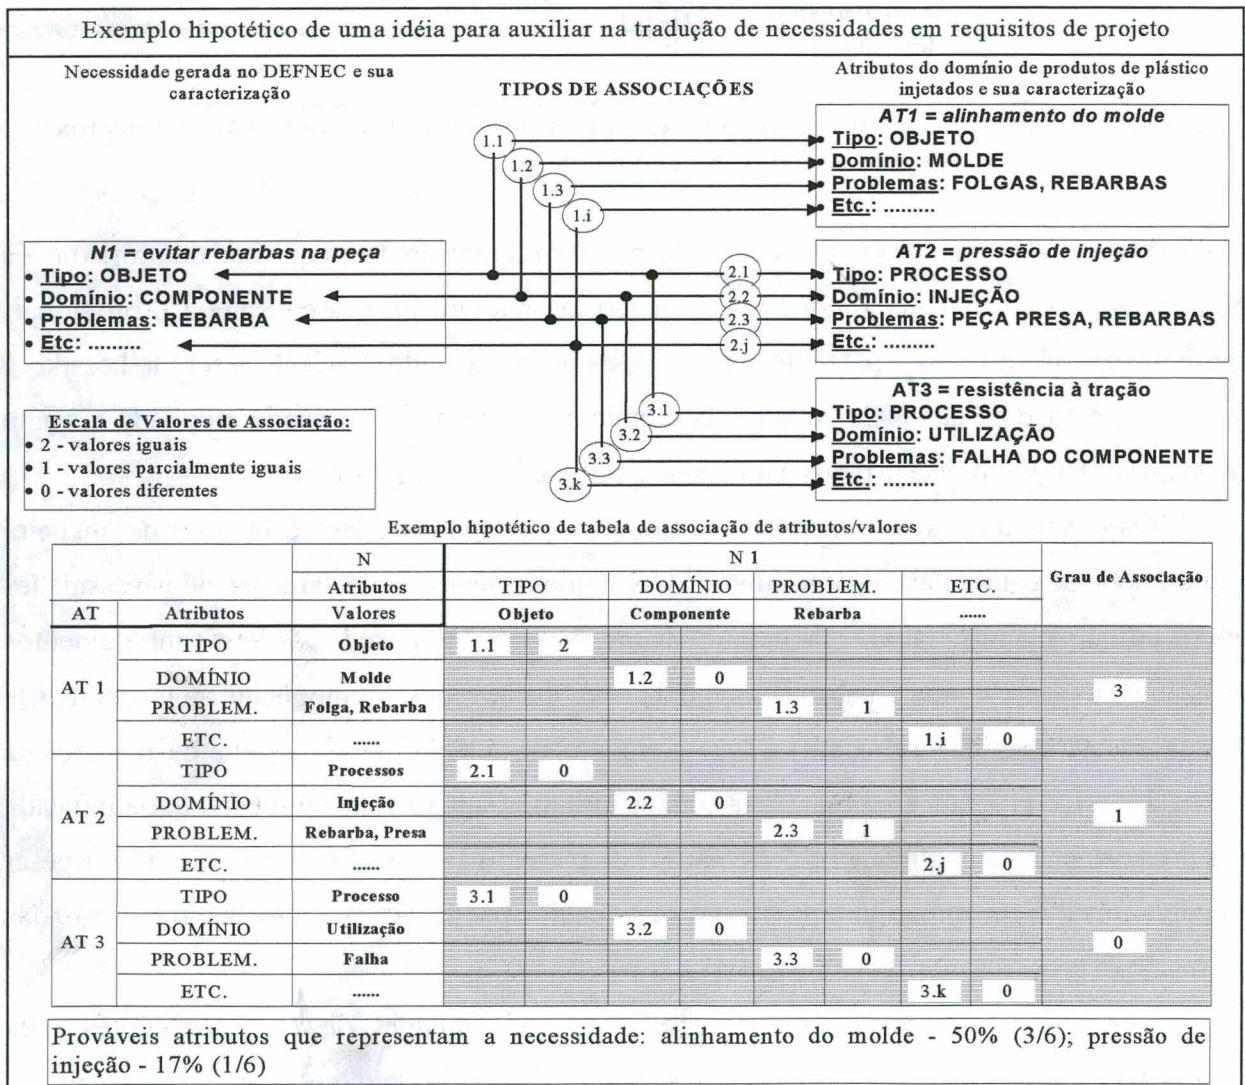 Exemplo hipotético de uma idéia para auxiliar na tradução de necessidades em requisitos de projeto
Necessidade gerada no DEFNEC e sua
caracterização
TIPOS DE ASSOCIAÇÕES
Atributos do domínio de produtos de plástico
injetados e sua caracterização
AT1 = alinhamento do molde
• Tipo: OBJETO
• Domínio: MOLDE
• Problemas: FOLGAS, REBARBAS
• Etc.: .........
1.1
1.2
1.3
1.i
N1 = evitar rebarbas na peça
• Tipo: OBJETO
• Domínio: COMPONENTE
• Problemas: REBARBA
• Etc: .........
2.1
2.2
2.3
2.j
AT2 = pressão de injeção
• Tipo: PROCESSO
• Domínio: INJEÇÃO
• Problemas: PEÇA PRESA, REBARBAS
• Etc.: .........
3.1
3.2
3.3
3.k
AT3 = resistência à tração
• Tipo: PROCESSO
• Domínio: UTILIZAÇÃO
• Problemas: FALHA DO COMPONENTE
• Etc.: .........
Escala de Valores de Associação:
• 2 - valores iguais
• 1 - valores parcialmente iguais
• 0 - valores diferentes
Exemplo hipotético de tabela de associação de atributos/valores
N N 1 Grau de Associação
Atributos TIPO DOMÍNIO PROBLEM. ETC.
AT Atributos Valores Objeto Componente Rebarba ......
AT 1 TIPO Objeto 1.1 2 3
DOMÍNIO Molde 1.2 0
PROBLEM. Folga, Rebarba 1.3 1
ETC. ...... 1.i 0
AT 2 TIPO Processos 2.1 0 1
DOMÍNIO Injeção 2.2 0
PROBLEM. Rebarba, Presa 2.3 1
ETC. ...... 2.j 0
AT 3 TIPO Processo 3.1 0 0
DOMÍNIO Utilização 3.2 0
PROBLEM. Falha 3.3 0
ETC. ...... 3.k 0
Prováveis atributos que representam a necessidade: alinhamento do molde - 50% (3/6); pressão de
injeção - 17% (1/6)